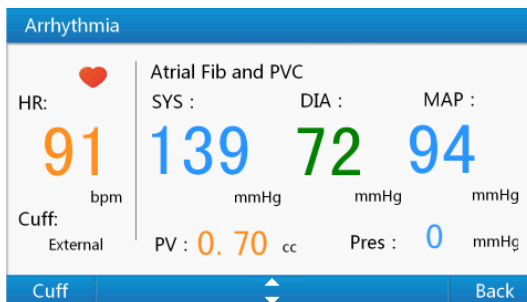 Arrhythmia
Atrial Fib and PVC
HR: SYS : DIA : MAP :
91 139 72 94
bpm mmHg mmHg mmHg
Cuff:
External PV : 0.70 cc Pres : 0 mmHg
Cuff Back